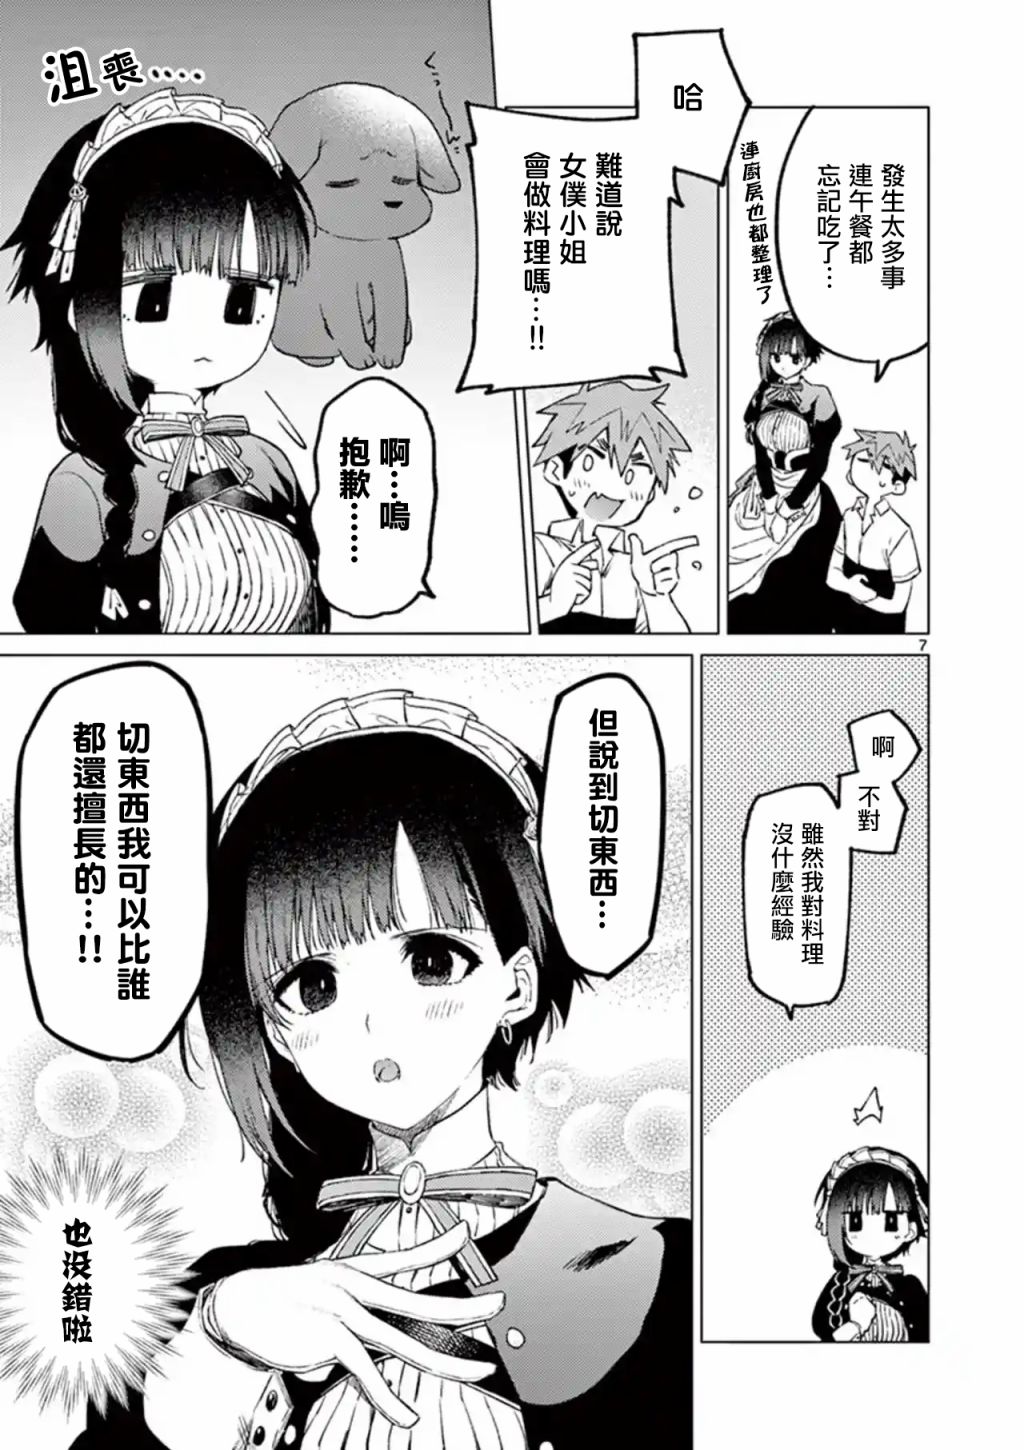 發生太多事
連午餐都
忘記吃了…
連廚房也都整理了
哈
難道說
女僕小姐
會做料理嗎…!!
くっ…
沮喪….
啊…嗚
抱歉……
7
啊
不對
雖然我對料理
沒什麼經驗
但說到切東西…
切東西我可以比誰
都還擅長的…!!
也没錯啦